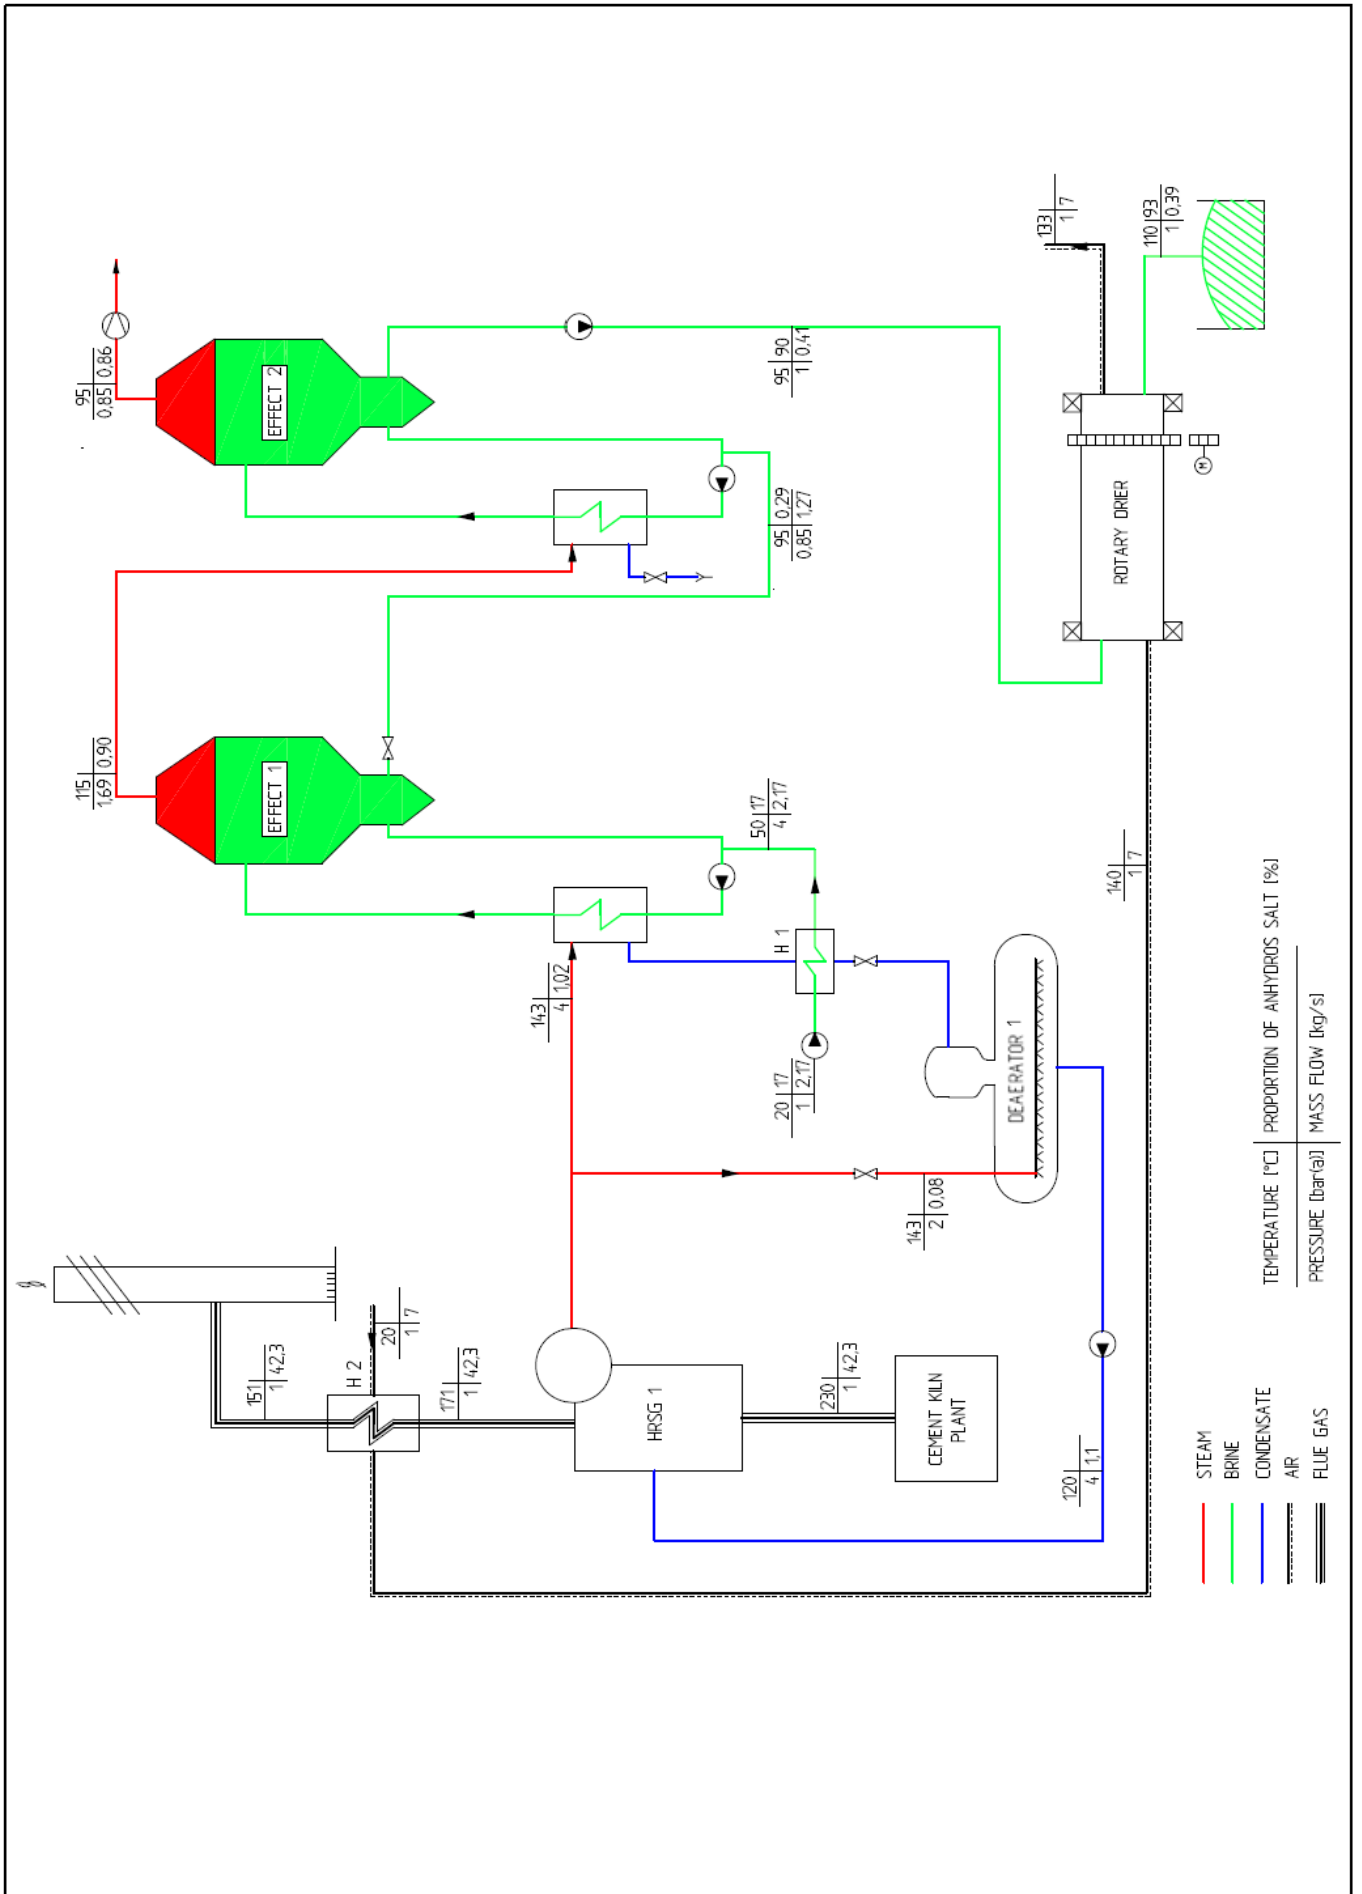 95
0,85 0,86
EFFECT 2
115 0,90
1,69
EFFECT 1
95 90
1 0,41
95 0,29
0,85 1,27
133
1 7
110 93
1 0,39
M
ROTARY DRIER
50 17
4 2,17
143
4 1,02
H 1
20 17
1 2,17
DEAERATOR 1
143
2 0,08
140
1 7
151
1 42,3
H 2
20
1 7
171
1 42,3
HRSG 1
230
1 42,3
CEMENT KILN
PLANT
120
4 1,1
TEMPERATURE [°C] PROPORTION OF ANHYDROS SALT [%]
PRESSURE [bar(a)] MASS FLOW [kg/s]
STEAM
BRINE
CONDENSATE
AIR
FLUE GAS